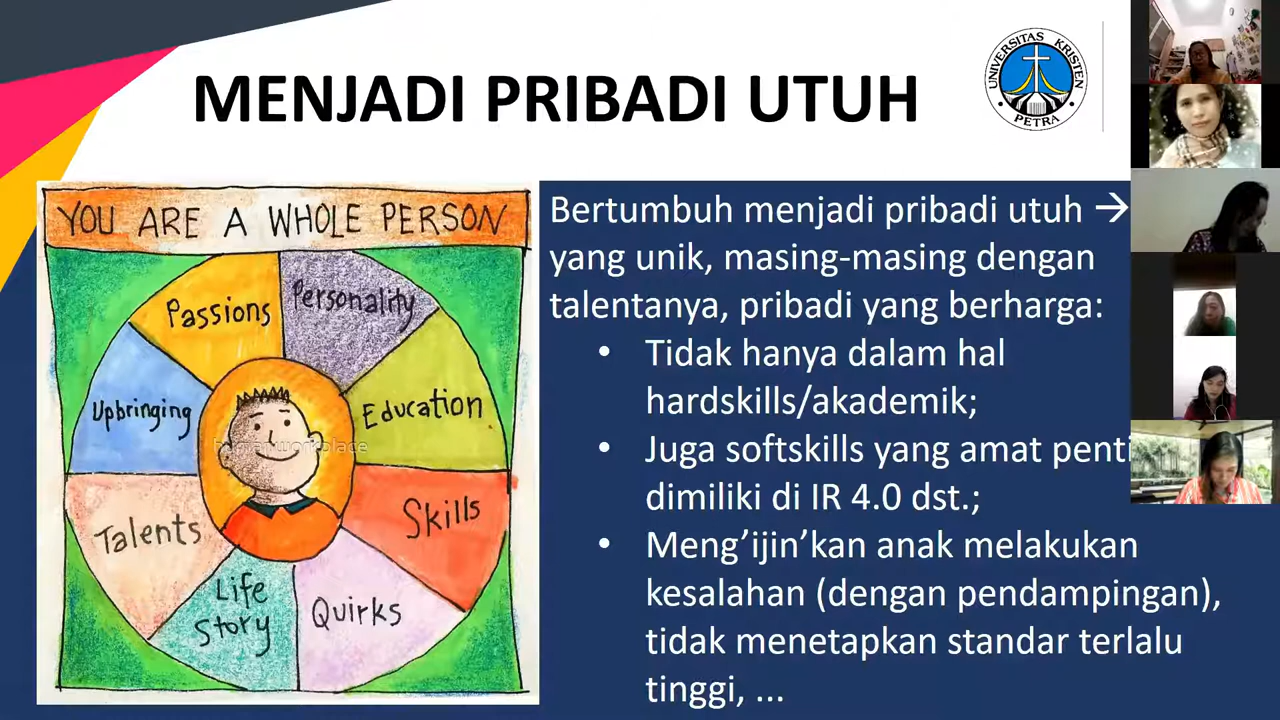 MENJADI PRIBADI UTUH
UNIVERSITAS KRISTEN
PETRA
YOU ARE A WHOLE PERSON
Passions
Personality
Upbringing
Education
Talents
Skills
Life
Story
Quirks
Bertumbuh menjadi pribadi utuh →
yang unik, masing-masing dengan
talentanya, pribadi yang berharga:
• Tidak hanya dalam hal
hardskills/akademik;
• Juga softskills yang amat penti
dimiliki di IR 4.0 dst.;
• Meng’ijin’kan anak melakukan
kesalahan (dengan pendampingan),
tidak menetapkan standar terlalu
tinggi, ...